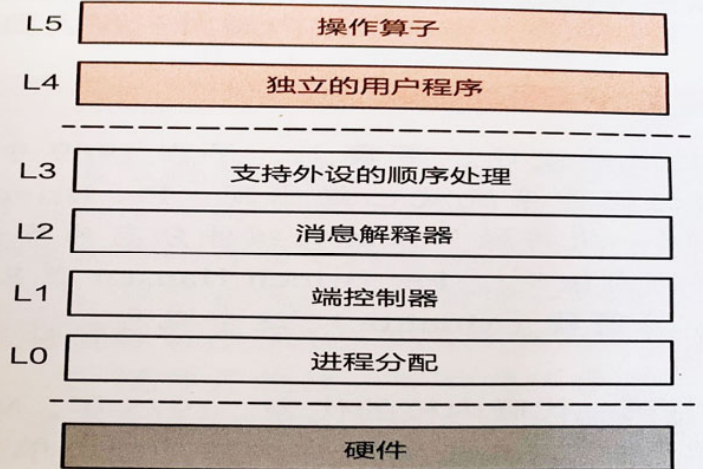 L5 操作算子
L4 独立的用户程序
L3 支持外设的顺序处理
L2 消息解释器
L1 端控制器
L0 进程分配
硬件